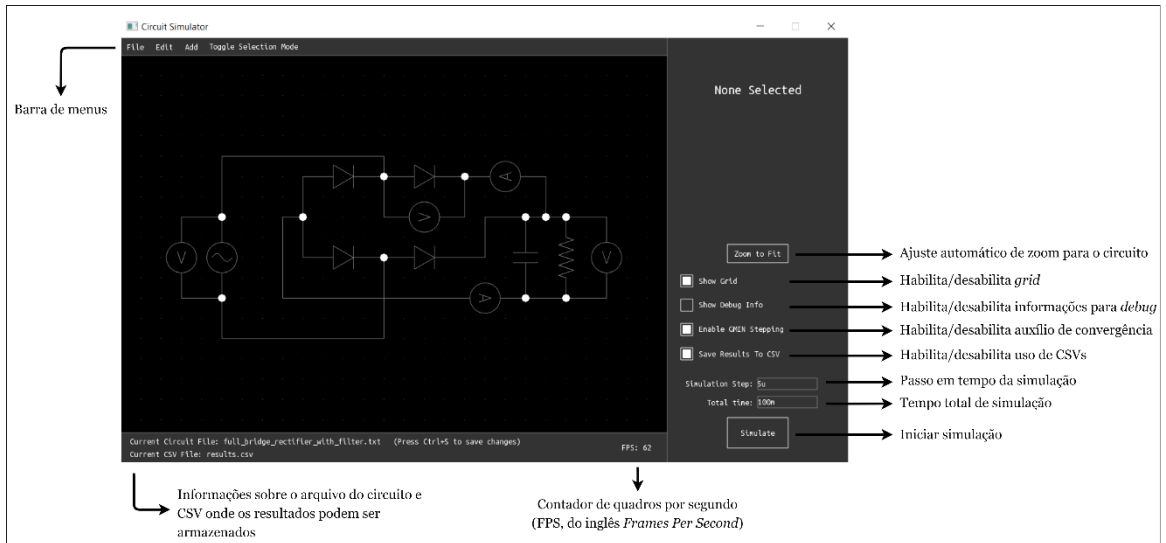 Circuit Simulator
File Edit Add Toggle Selection Mode
Barra de menus
None Selected
A
V
V
V
A
Zoom to Fit
Ajuste automático de zoom para o circuito
Show Grid
Habilita/desabilita grid
Show Debug Info
Habilita/desabilita informações para debug
Enable GMIN Stepping
Habilita/desabilita auxílio de convergência
Save Results To CSV
Habilita/desabilita uso de CSVs
Simulation Step: 5u
Passo em tempo da simulação
Total time: 100m
Tempo total de simulação
Simulate
Iniciar simulação
Current Circuit File: full_bridge_rectifier_with_filter.txt (Press Ctrl+S to save changes)
Current CSV File: results.csv
FPS: 62
Informações sobre o arquivo do circuito e
CSV onde os resultados podem ser
armazenados
Contador de quadros por segundo
(FPS, do inglês Frames Per Second)